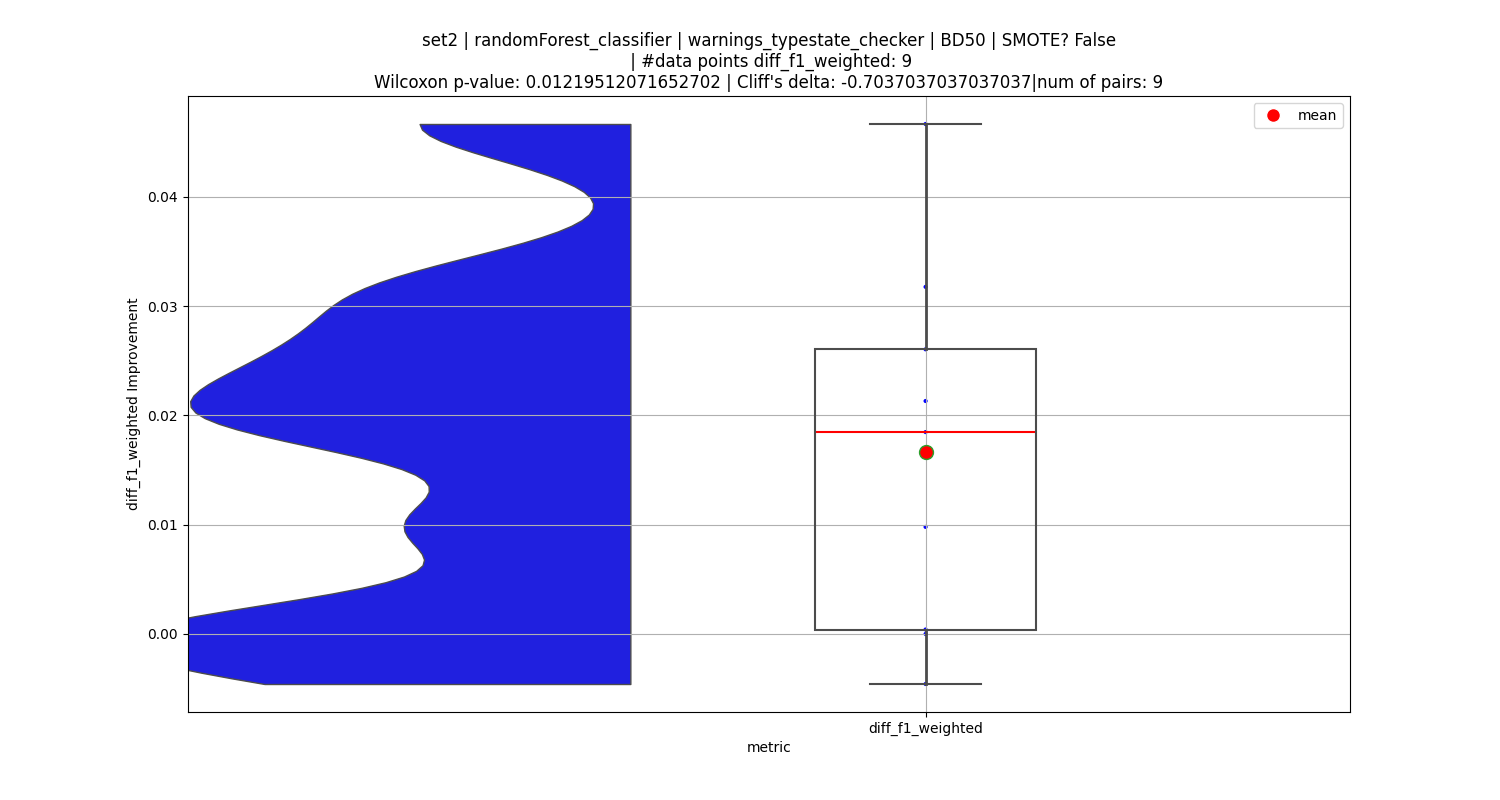 set2 | randomForest_classifier | warnings_typestate_checker | BD50 | SMOTE? False
| #data points diff_f1_weighted: 9
Wilcoxon p-value: 0.01219512071652702 | Cliff's delta: -0.7037037037037037|num of pairs: 9
mean
diff_f1_weighted Improvement
0.04
0.03
0.02
0.01
0.00
diff_f1_weighted
metric